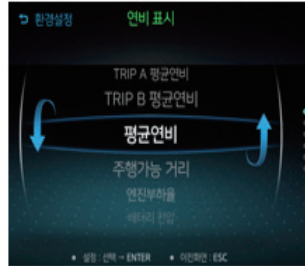 환경설정
연비 표시
TRIP A 평균연비
TRIP B 평균연비
평균연비
주행가능 거리
엔진부하율
배터리 전압
• 설정 : 선택 → ENTER • 이전화면 : ESC